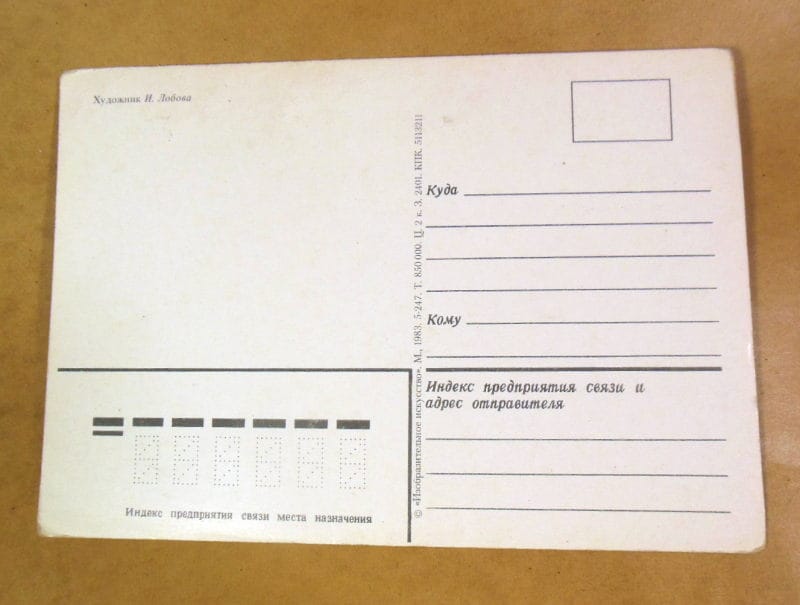 Художник И. Лобова
© «Изобразительное искусство». М., 1983. 5-247. Т. 850 000. Ц. 2 к. З. 2401. КПК. 5113211
Куда
Кому
Индекс предприятия связи и
адрес отправителя
Индекс предприятия связи места назначения